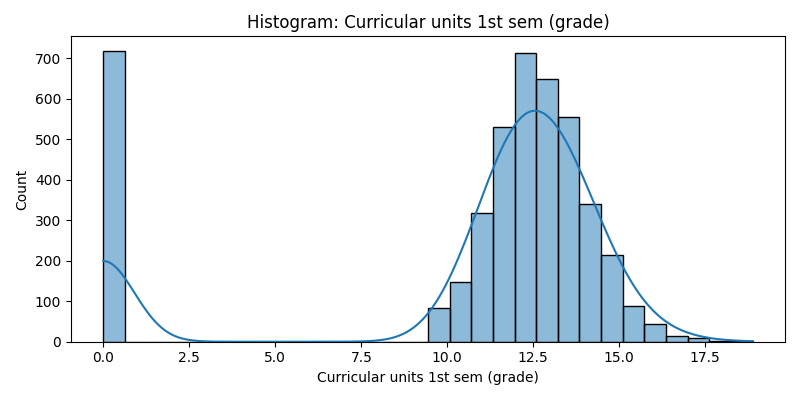 Histogram: Curricular units 1st sem (grade)
700
600
500
400
300
200
100
0
Count
0.0 2.5 5.0 7.5 10.0 12.5 15.0 17.5
Curricular units 1st sem (grade)